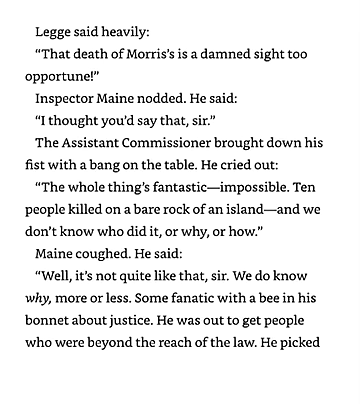 Legge said heavily:
“That death of Morris’s is a damned sight too
opportune!”
Inspector Maine nodded. He said:
“I thought you’d say that, sir.”
The Assistant Commissioner brought down his
fist with a bang on the table. He cried out:
“The whole thing’s fantastic—impossible. Ten
people killed on a bare rock of an island—and we
don’t know who did it, or why, or how.”
Maine coughed. He said:
“Well, it’s not quite like that, sir. We do know
why, more or less. Some fanatic with a bee in his
bonnet about justice. He was out to get people
who were beyond the reach of the law. He picked